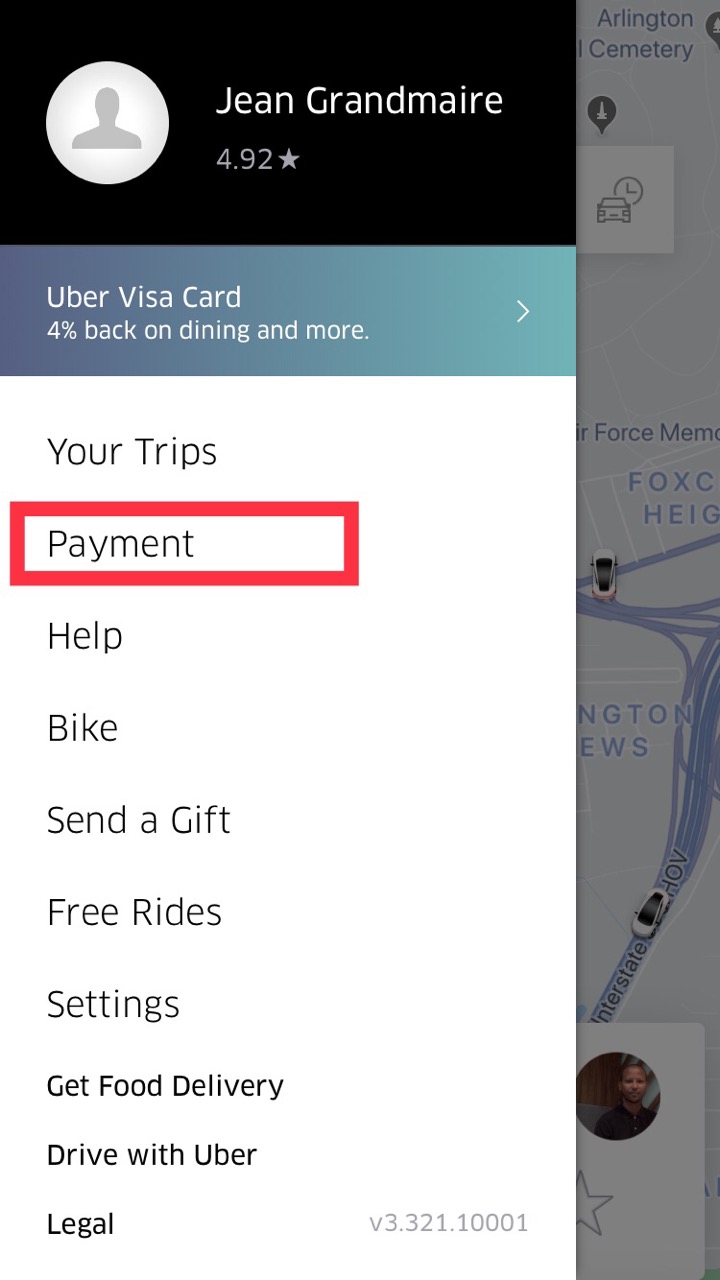 Jean Grandmaire
4.92★
Uber Visa Card
4% back on dining and more.
Your Trips
Payment
Help
Bike
Send a Gift
Free Rides
Settings
Get Food Delivery
Drive with Uber
Legal
v3.321.10001
Arlington
l Cemetery
ir Force Memo
FOXC
HEIG
NGTON
EWS
HOV
Interstate